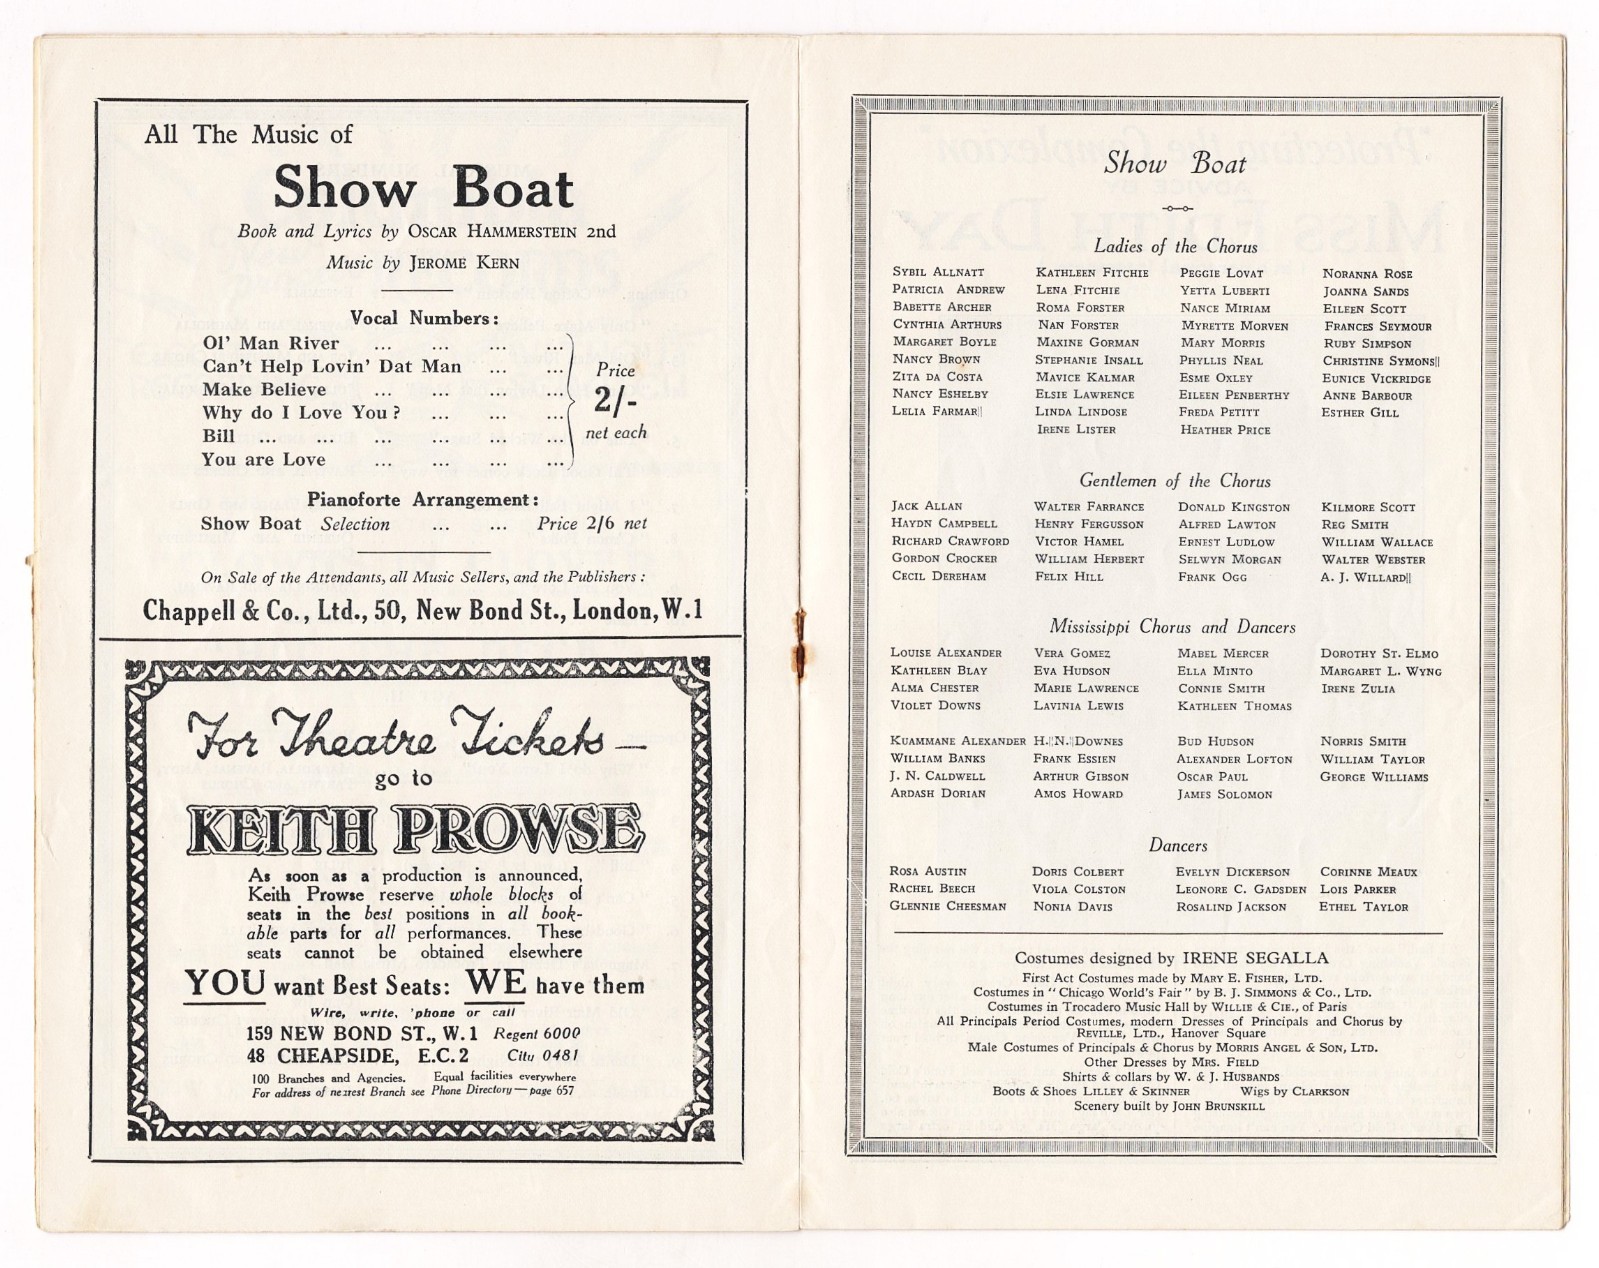 All The Music of
Show Boat
Book and Lyrics by OSCAR HAMMERSTEIN 2nd
Music by JEROME KERN
Vocal Numbers:
Ol' Man River ... ... ... ...
Can't Help Lovin' Dat Man ... ...
Make Believe ... ... ... ...
Why do I Love You? ... ... ...
Bill ... ... ... ... ... ...
You are Love ... ... ... ...
Price
2/-
net each
Pianoforte Arrangement:
Show Boat Selection ... ... Price 2/6 net
On Sale of the Attendants, all Music Sellers, and the Publishers:
Chappell & Co., Ltd., 50, New Bond St., London, W.1
For Theatre Tickets—
go to
KEITH PROWSE
As soon as a production is announced,
Keith Prowse reserve whole blocks of
seats in the best positions in all book-
able parts for all performances. These
seats cannot be obtained elsewhere
YOU want Best Seats: WE have them
Wire, write, 'phone or call
159 NEW BOND ST., W.1 Regent 6000
48 CHEAPSIDE, E.C.2 City 0481
100 Branches and Agencies. Equal facilities everywhere
For address of nearest Branch see Phone Directory—page 657
Show Boat
Ladies of the Chorus
SYBIL ALLNATT KATHLEEN FITCHIE PEGGIE LOVAT NORANNA ROSE
PATRICIA ANDREW LENA FITCHIE YETTA LUBERTI JOANNA SANDS
BABETTE ARCHER ROMA FORSTER NANCE MIRIAM EILEEN SCOTT
CYNTHIA ARTHURS NAN FORSTER MYRETTE MORVEN FRANCES SEYMOUR
MARGARET BOYLE MAXINE GORMAN MARY MORRIS RUBY SIMPSON
NANCY BROWN STEPHANIE INSALL PHYLLIS NEAL CHRISTINE SYMONS
ZITA DA COSTA MAVICE KALMAR ESME OXLEY EUNICE VICKRIDGE
NANCY ESHELBY ELSIE LAWRENCE EILEEN PENBERTHY ANNE BARBOUR
LELIA FARMAR LINDA LINDOSE FREDA PETITT ESTHER GILL
IRENE LISTER HEATHER PRICE
Gentlemen of the Chorus
JACK ALLAN WALTER FARRANCE DONALD KINGSTON KILMORE SCOTT
HAYDN CAMPBELL HENRY FERGUSSON ALFRED LAWTON REG SMITH
RICHARD CRAWFORD VICTOR HAMEL ERNEST LUDLOW WILLIAM WALLACE
GORDON CROCKER WILLIAM HERBERT SELWYN MORGAN WALTER WEBSTER
CECIL DEREHAM FELIX HILL FRANK OGG A. J. WILLARD
Mississippi Chorus and Dancers
LOUISE ALEXANDER VERA GOMEZ MABEL MERCER DOROTHY ST. ELMO
KATHLEEN BLAY EVA HUDSON ELLA MINTO MARGARET L. WYNG
ALMA CHESTER MARIE LAWRENCE CONNIE SMITH IRENE ZULIA
VIOLET DOWNS LAVINIA LEWIS KATHLEEN THOMAS
KUAMMANE ALEXANDER H. N. DOWNES BUD HUDSON NORRIS SMITH
WILLIAM BANKS FRANK ESSIEN ALEXANDER LOFTON WILLIAM TAYLOR
J. N. CALDWELL ARTHUR GIBSON OSCAR PAUL GEORGE WILLIAMS
ARDASH DORIAN AMOS HOWARD JAMES SOLOMON
Dancers
ROSA AUSTIN DORIS COLBERT EVELYN DICKERSON CORINNE MEAUX
RACHEL BEECH VIOLA COLSTON LEONORE C. GADSDEN LOIS PARKER
GLENNIE CHEESMAN NONIA DAVIS ROSALIND JACKSON ETHEL TAYLOR
Costumes designed by IRENE SEGALLA
First Act Costumes made by MARY E. FISHER, LTD.
Costumes in "Chicago World's Fair" by B. J. SIMMONS & CO., LTD.
Costumes in Trocadero Music Hall by WILLIE & CIE., of Paris
All Principals Period Costumes, modern Dresses of Principals and Chorus by
REVILLE, LTD., Hanover Square
Male Costumes of Principals & Chorus by MORRIS ANGEL & SON, LTD.
Other Dresses by MRS. FIELD
Shirts & collars by W. & J. HUSBANDS
Boots & Shoes LILLEY & SKINNER Wigs by CLARKSON
Scenery built by JOHN BRUNSKILL